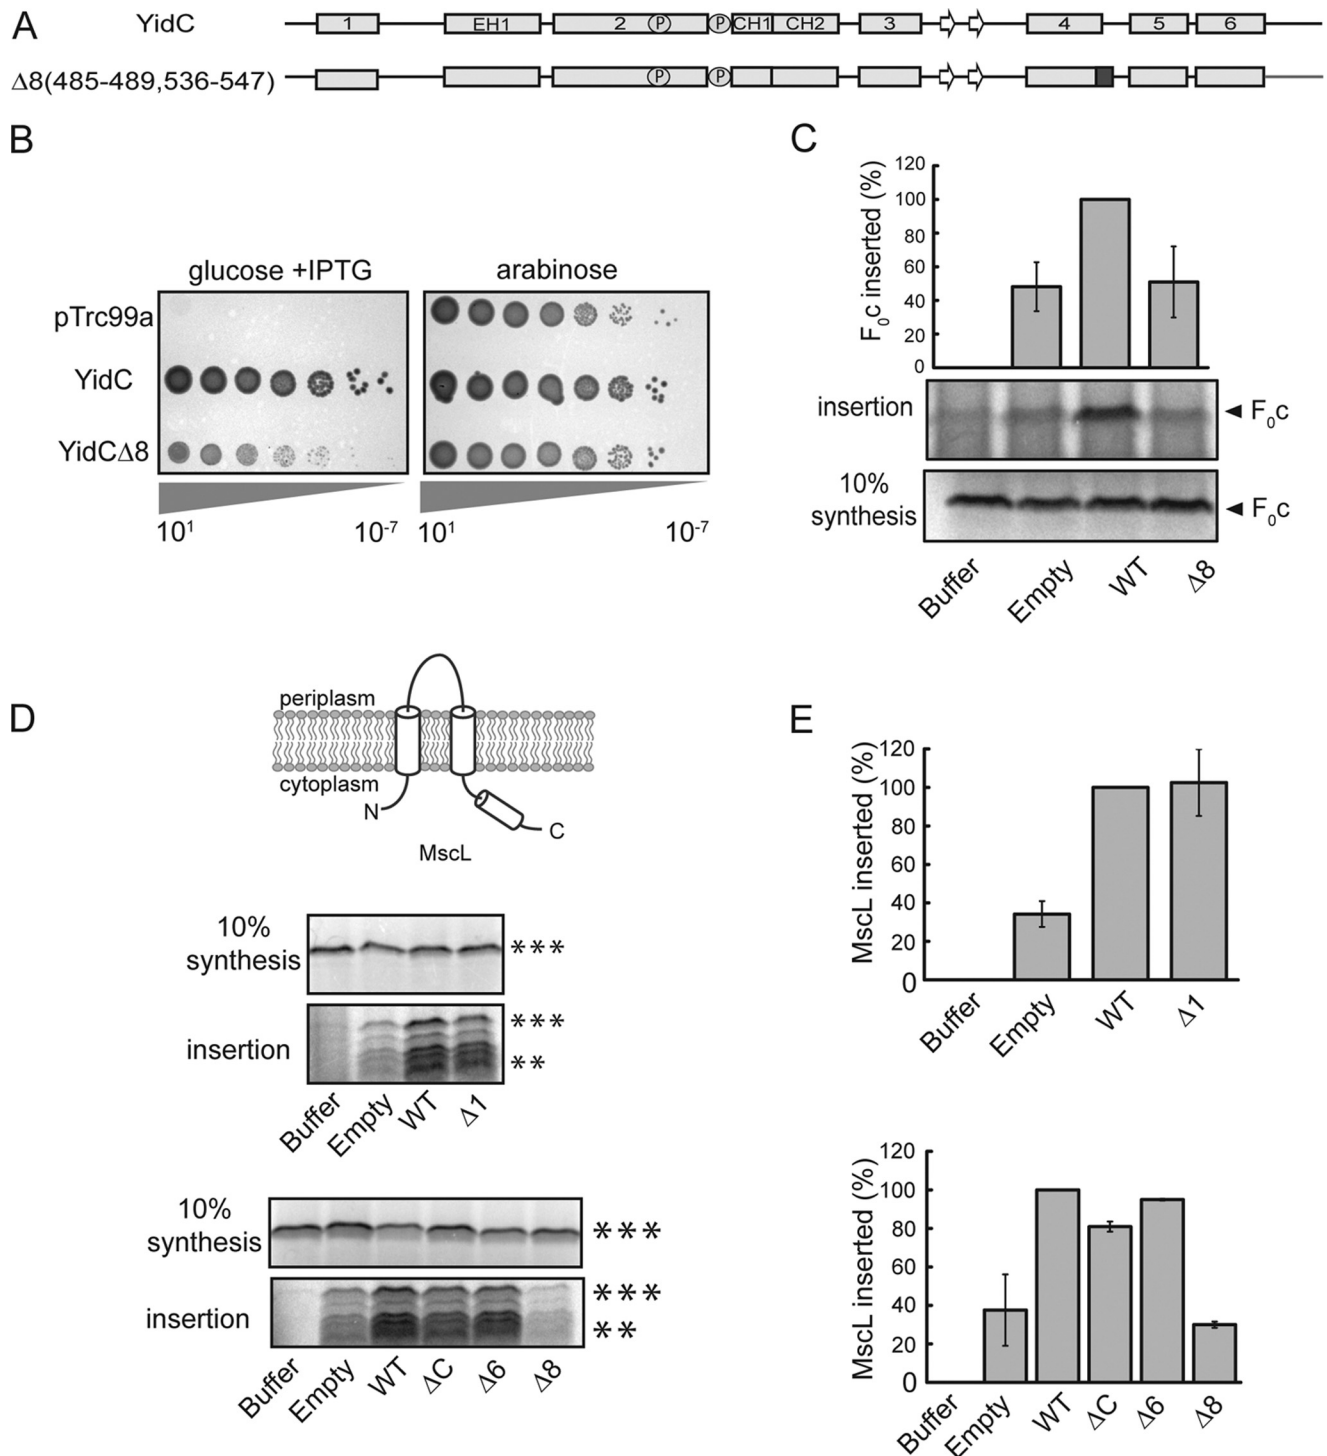 A
YidC
1 EH1 2 P P CH1 CH2 3 4 5 6
Δ8(485-489,536-547)
P P
B
glucose +IPTG
arabinose
pTrc99a
YidC
YidCΔ8
10¹ 10⁻⁷
10¹ 10⁻⁷
C
F₀c inserted (%)
120
100
80
60
40
20
0
insertion
◄ F₀c
10%
synthesis
◄ F₀c
Buffer Empty WT Δ8
D
periplasm
cytoplasm
N
C
MscL
10%
synthesis
***
insertion
***
**
Buffer Empty WT Δ1
10%
synthesis
***
insertion
***
**
Buffer Empty WT ΔC Δ6 Δ8
E
MscL inserted (%)
120
100
80
60
40
20
0
Buffer Empty WT Δ1
MscL inserted (%)
120
100
80
60
40
20
0
Buffer Empty WT ΔC Δ6 Δ8